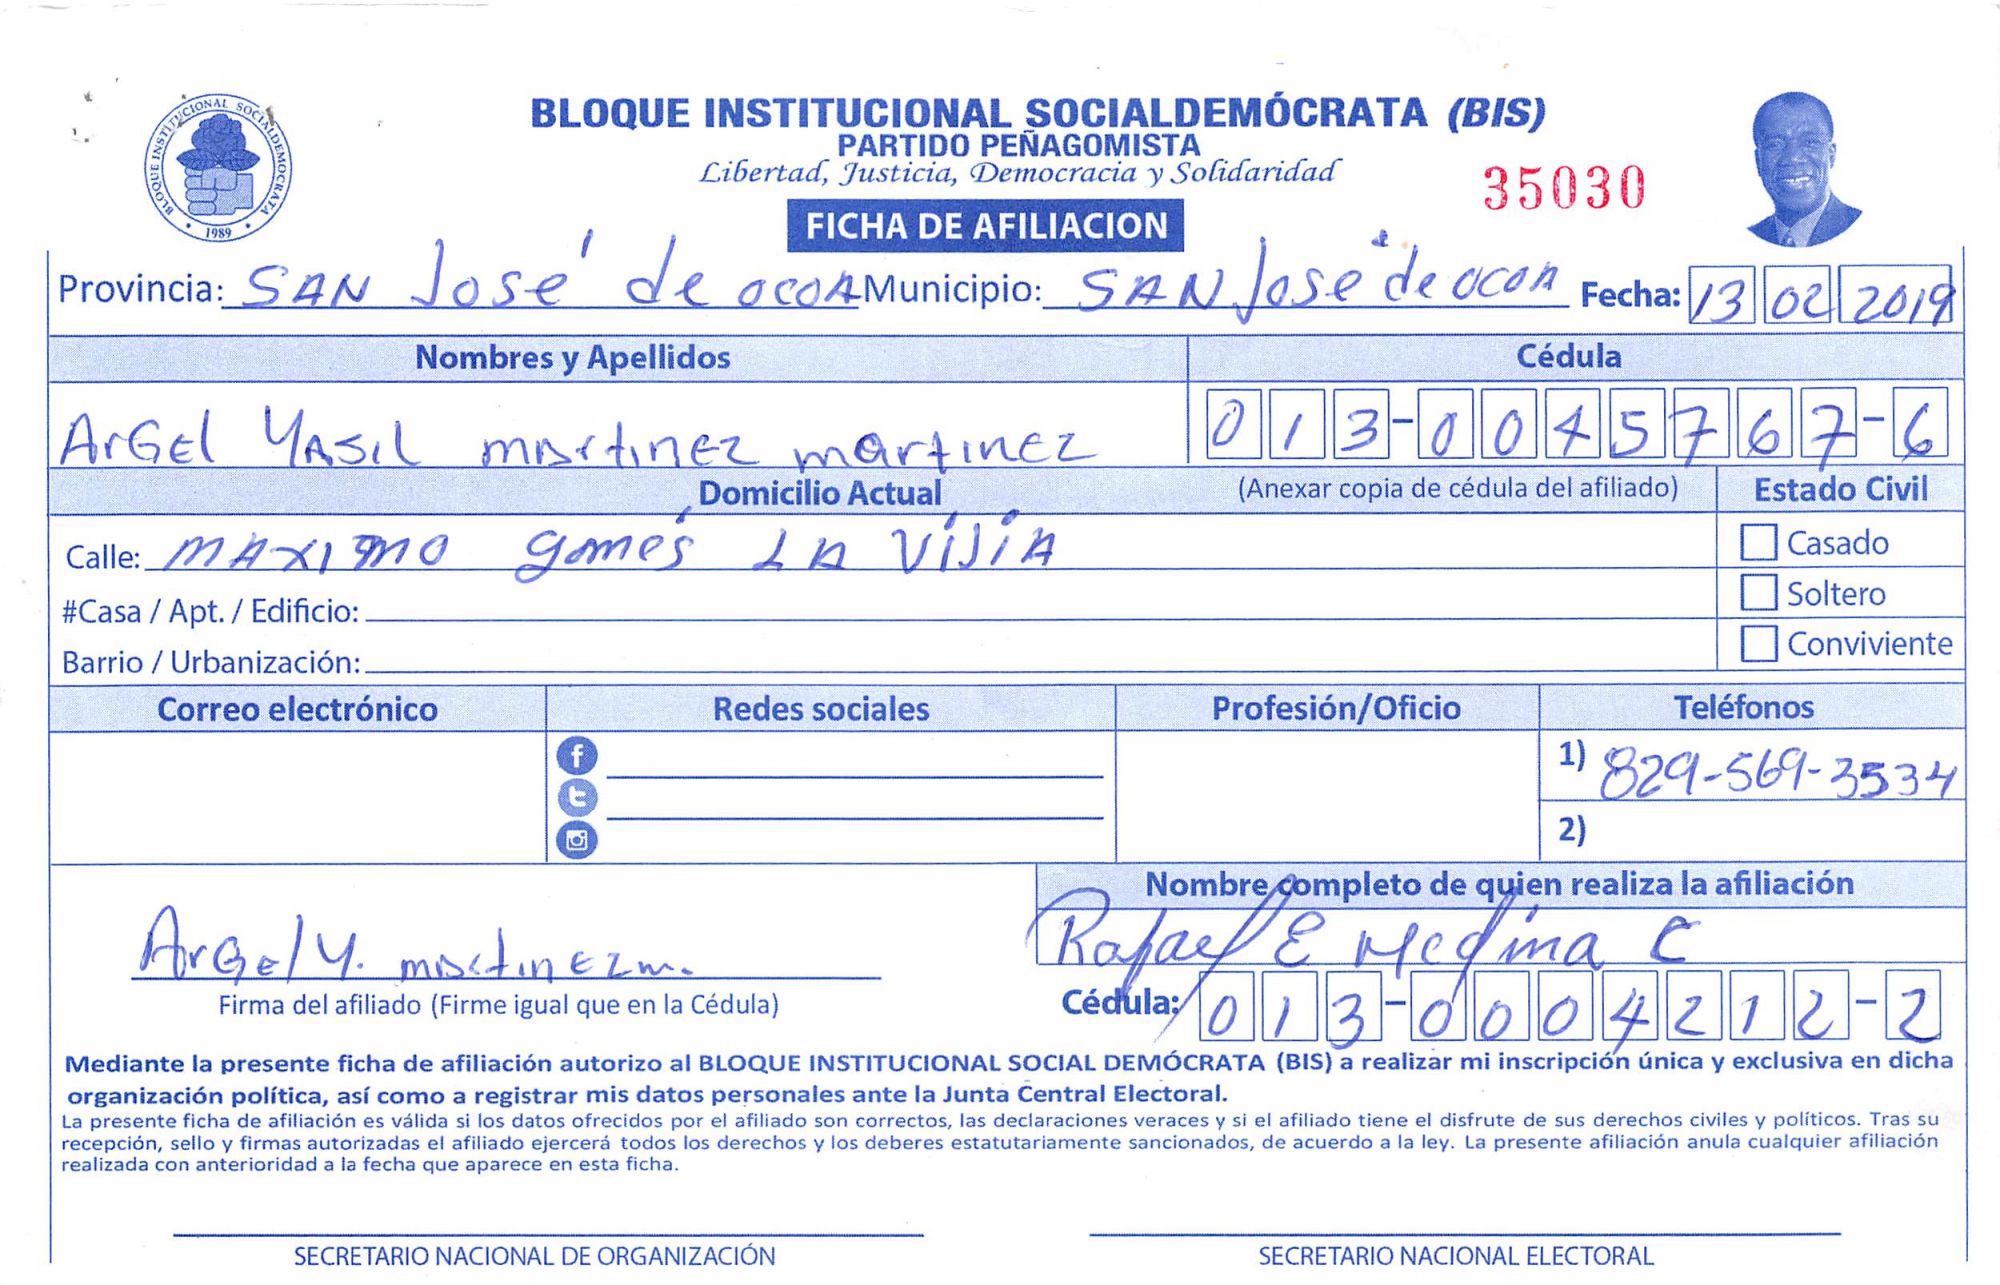 BLOQUE INSTITUCIONAL SOCIALDEMÓCRATA (BIS)
BLOQUE INSTITUCIONAL SOCIALDEMOCRATA
• 1989 •
PARTIDO PEÑAGOMISTA
Libertad, Justicia, Democracia y Solidaridad
35030
FICHA DE AFILIACION
Provincia: SAN José de OCOA Municipio: SAN José de OCOA Fecha: 13 02 2019
Nombres y Apellidos Cédula
ArGel YASIL martinez martinez 013-0045767-6
Domicilio Actual (Anexar copia de cédula del afiliado) Estado Civil
Calle: MAXIMO gomés LA VIJIA Casado
#Casa / Apt. / Edificio: Soltero
Barrio / Urbanización: Conviviente
Correo electrónico Redes sociales Profesión/Oficio Teléfonos
1) 829-569-3534
2)
Nombre completo de quien realiza la afiliación
ArGel Y. martinez m. Rafael E Medina C
Firma del afiliado (Firme igual que en la Cédula) Cédula: 013-0004212-2
Mediante la presente ficha de afiliación autorizo al BLOQUE INSTITUCIONAL SOCIAL DEMÓCRATA (BIS) a realizar mi inscripción única y exclusiva en dicha
organización política, así como a registrar mis datos personales ante la Junta Central Electoral.
La presente ficha de afiliación es válida si los datos ofrecidos por el afiliado son correctos, las declaraciones veraces y si el afiliado tiene el disfrute de sus derechos civiles y políticos. Tras su
recepción, sello y firmas autorizadas el afiliado ejercerá todos los derechos y los deberes estatutariamente sancionados, de acuerdo a la ley. La presente afiliación anula cualquier afiliación
realizada con anterioridad a la fecha que aparece en esta ficha.
SECRETARIO NACIONAL DE ORGANIZACIÓN SECRETARIO NACIONAL ELECTORAL